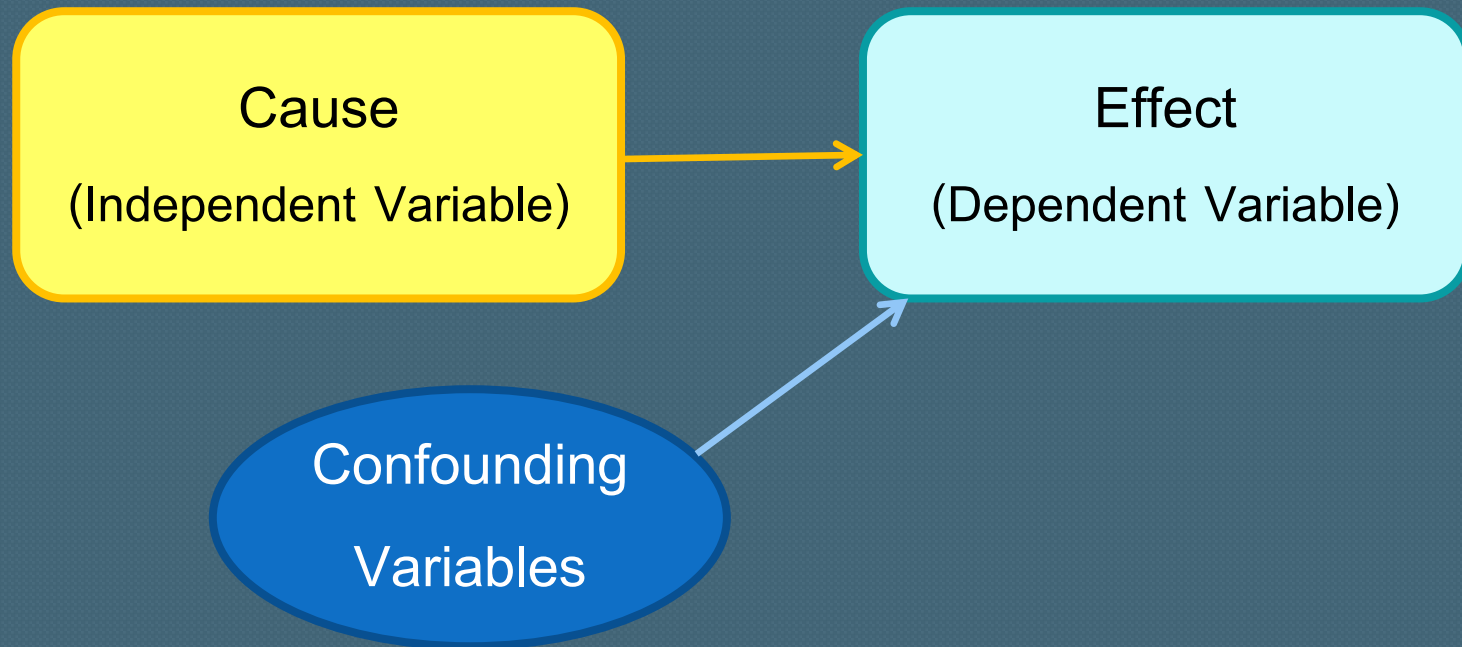 Cause
(Independent Variable)
Effect
(Dependent Variable)
Confounding
Variables